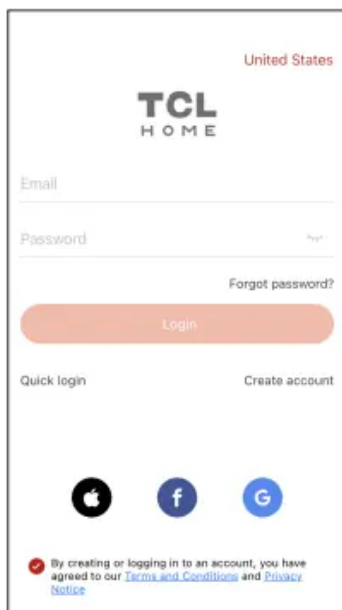 United States
TCL
HOME
Email
Password
Forgot password?
Login
Quick login
Create account
f
G
By creating or logging in to an account, you have
agreed to our Terms and Conditions and Privacy
Notice